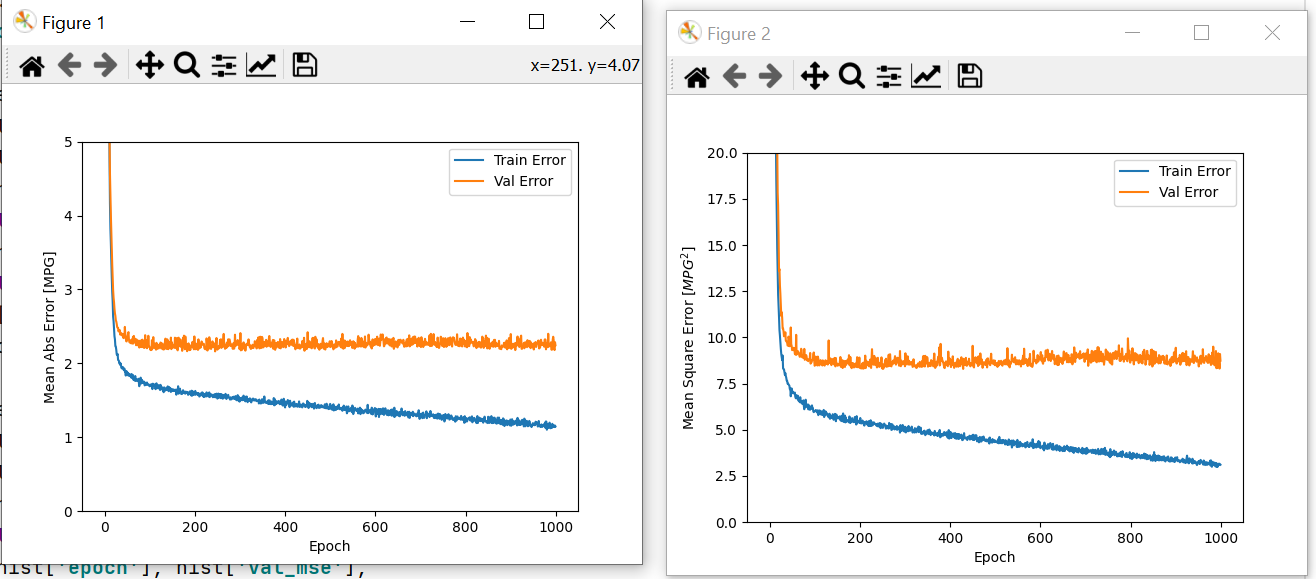 Figure 1
x=251. y=4.07
5
4
3
2
1
0
Mean Abs Error [MPG]
0 200 400 600 800 1000
Epoch
Train Error
Val Error
Figure 2
20.0
17.5
15.0
12.5
10.0
7.5
5.0
2.5
0.0
Mean Square Error [MPG²]
0 200 400 600 800 1000
Epoch
Train Error
Val Error
hist['epoch'], hist['val_mse'],